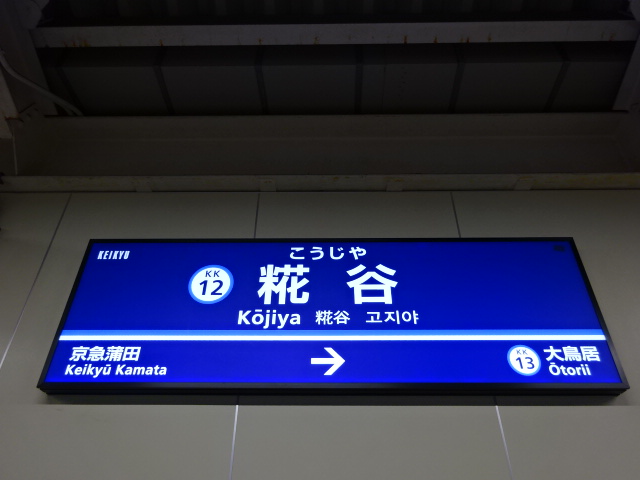 KEIKYU
こうじや
KK
12
糀谷
Kōjiya 糀谷 고지야
京急蒲田
Keikyū Kamata
→
KK
13
大鳥居
Ōtorii